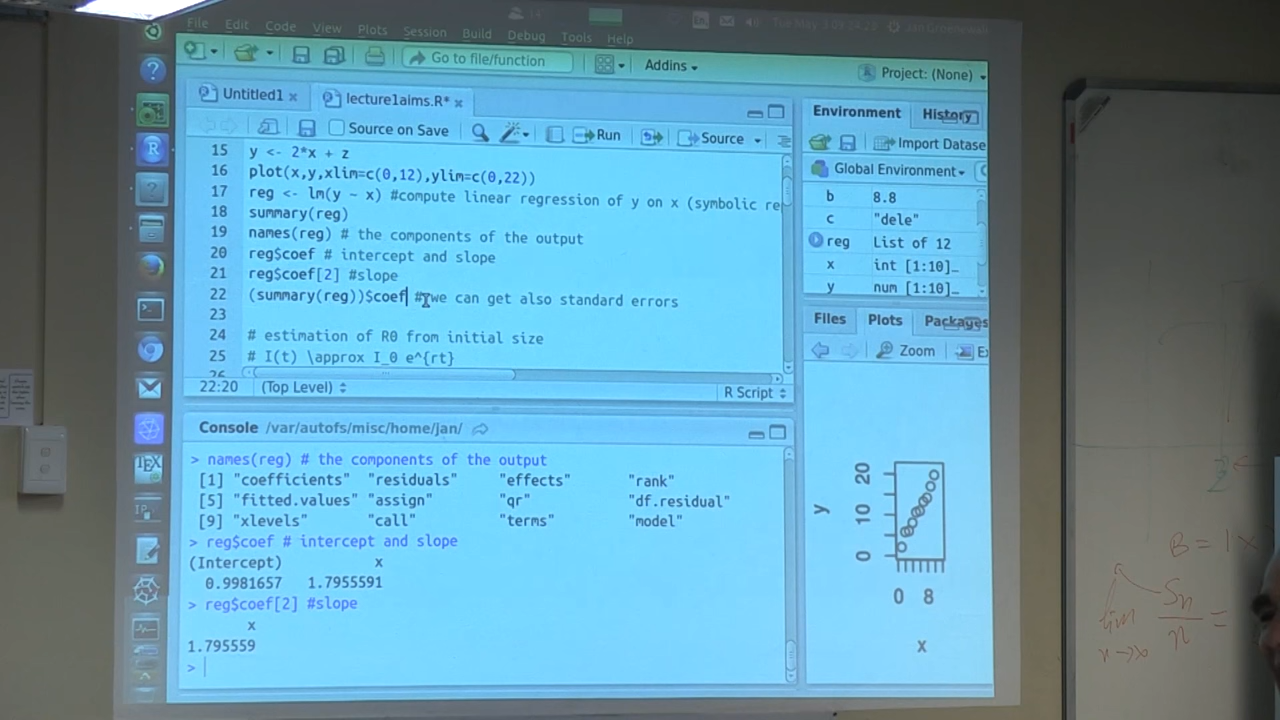 File Edit Code View Plots Session Build Debug Tools Help
Go to file/function
Addins
Project: (None)
Untitled1
lecture1aims.R*
Source on Save
Run
Source
15 y <- 2*x + z
16 plot(x,y,xlim=c(0,12),ylim=c(0,22))
17 reg <- lm(y ~ x) #compute linear regression of y on x (symbolic re
18 summary(reg)
19 names(reg) # the components of the output
20 reg$coef # intercept and slope
21 reg$coef[2] #slope
22 (summary(reg))$coef # we can get also standard errors
23
24 # estimation of R0 from initial size
25 # I(t) \approx I_0 e^{rt}
22:20 (Top Level) R Script
Console /var/autofs/misc/home/jan/
> names(reg) # the components of the output
[1] "coefficients" "residuals" "effects" "rank"
[5] "fitted.values" "assign" "qr" "df.residual"
[9] "xlevels" "call" "terms" "model"
> reg$coef # intercept and slope
(Intercept) x
0.9981657 1.7955591
> reg$coef[2] #slope
x
1.795559
>
Environment History
Import Datase
Global Environment
b 8.8
c "dele"
reg List of 12
x int [1:10]…
y num [1:10]…
Files Plots Packages
Zoom
y
20
10
0
0 8
x
B = 1 x
lim Sn/n =
n→∞